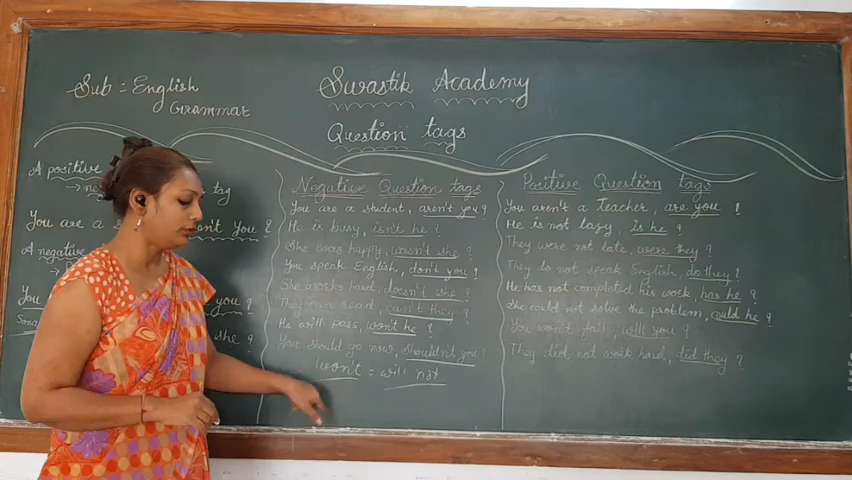 Sub = English
Grammar
Swastik Academy
Question tags
A positive
tag
You are a s n't you ?
A negative
You you ?
she ?
Negative Question tags
You are a student, aren't you ?
He is busy, isn't he ?
She was happy, wasn't she ?
You speak English, don't you ?
She works hard, doesn't she ?
They can read, can't they ?
He will pass, won't he ?
You should go now, shouldn't you ?
won't = will not
Positive Question tags
You aren't a teacher, are you ?
He is not lazy, is he ?
They were not late, were they ?
They do not speak English, do they ?
He has not completed his work, has he ?
She could not solve the problem, could he ?
You won't fail, will you ?
They did not work hard, did they ?